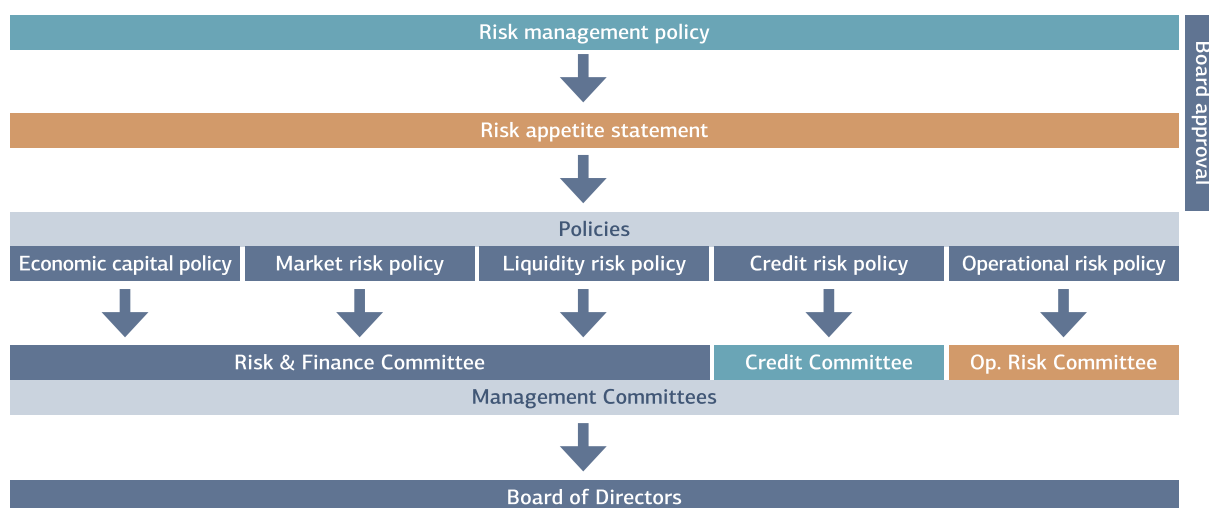 Risk management policy
Board approval
Risk appetite statement
Policies
Economic capital policy
Market risk policy
Liquidity risk policy
Credit risk policy
Operational risk policy
Risk & Finance Committee
Credit Committee
Op. Risk Committee
Management Committees
Board of Directors